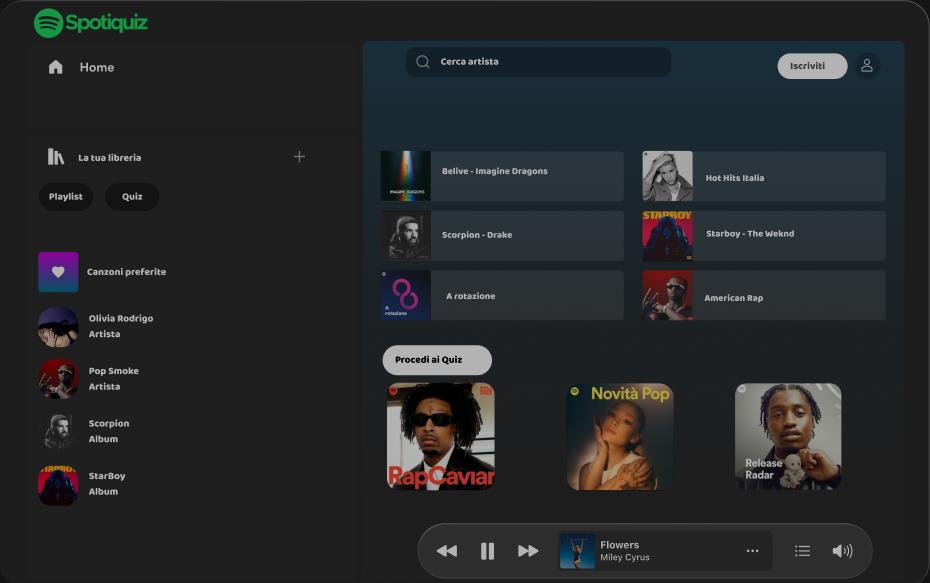 Spotiquiz
Home
Cerca artista
Iscriviti
La tua libreria
Playlist
Quiz
Canzoni preferite
Olivia Rodrigo
Artista
Pop Smoke
Artista
Scorpion
Album
StarBoy
Album
IMAGINE DRAGONS
Belive - Imagine Dragons
Hot Hits Italia
Scorpion - Drake
STARBOY
Starboy - The Weknd
A
rotazione
A rotazione
American Rap
Procedi ai Quiz
RapCaviar
Novità Pop
Release
Radar
Flowers
Miley Cyrus